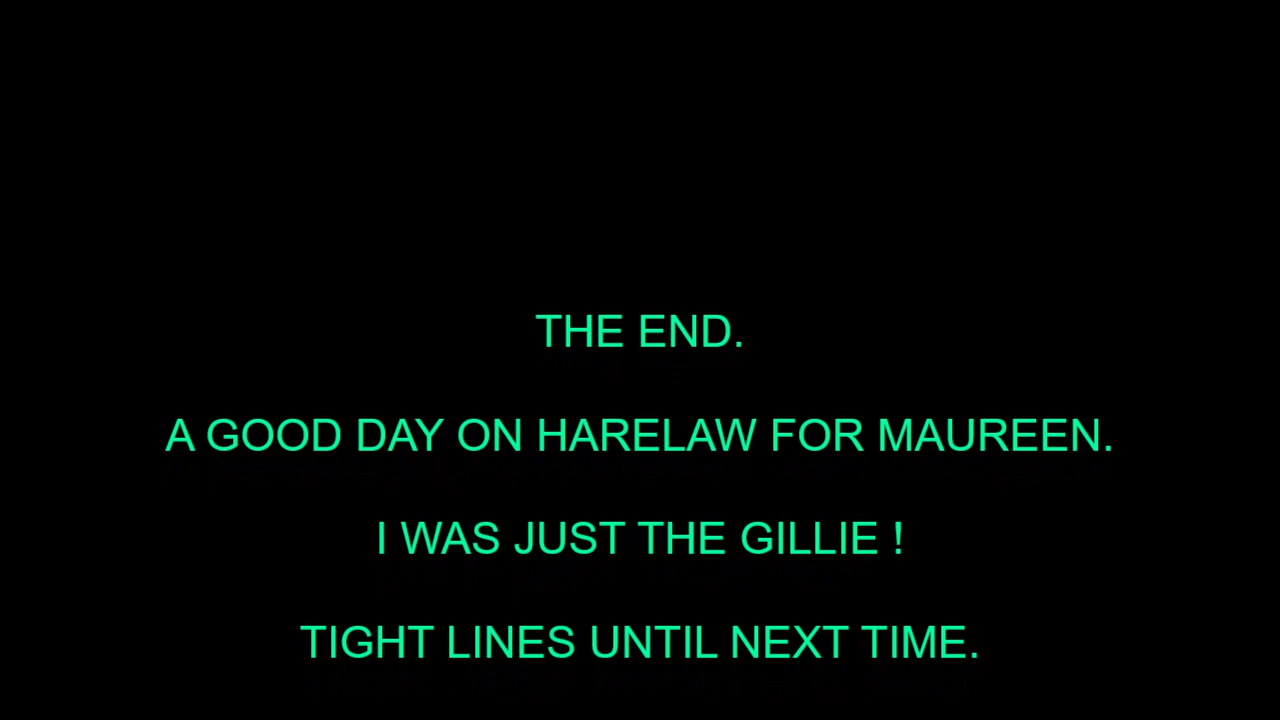 THE END.
A GOOD DAY ON HARELAW FOR MAUREEN.
I WAS JUST THE GILLIE !
TIGHT LINES UNTIL NEXT TIME.